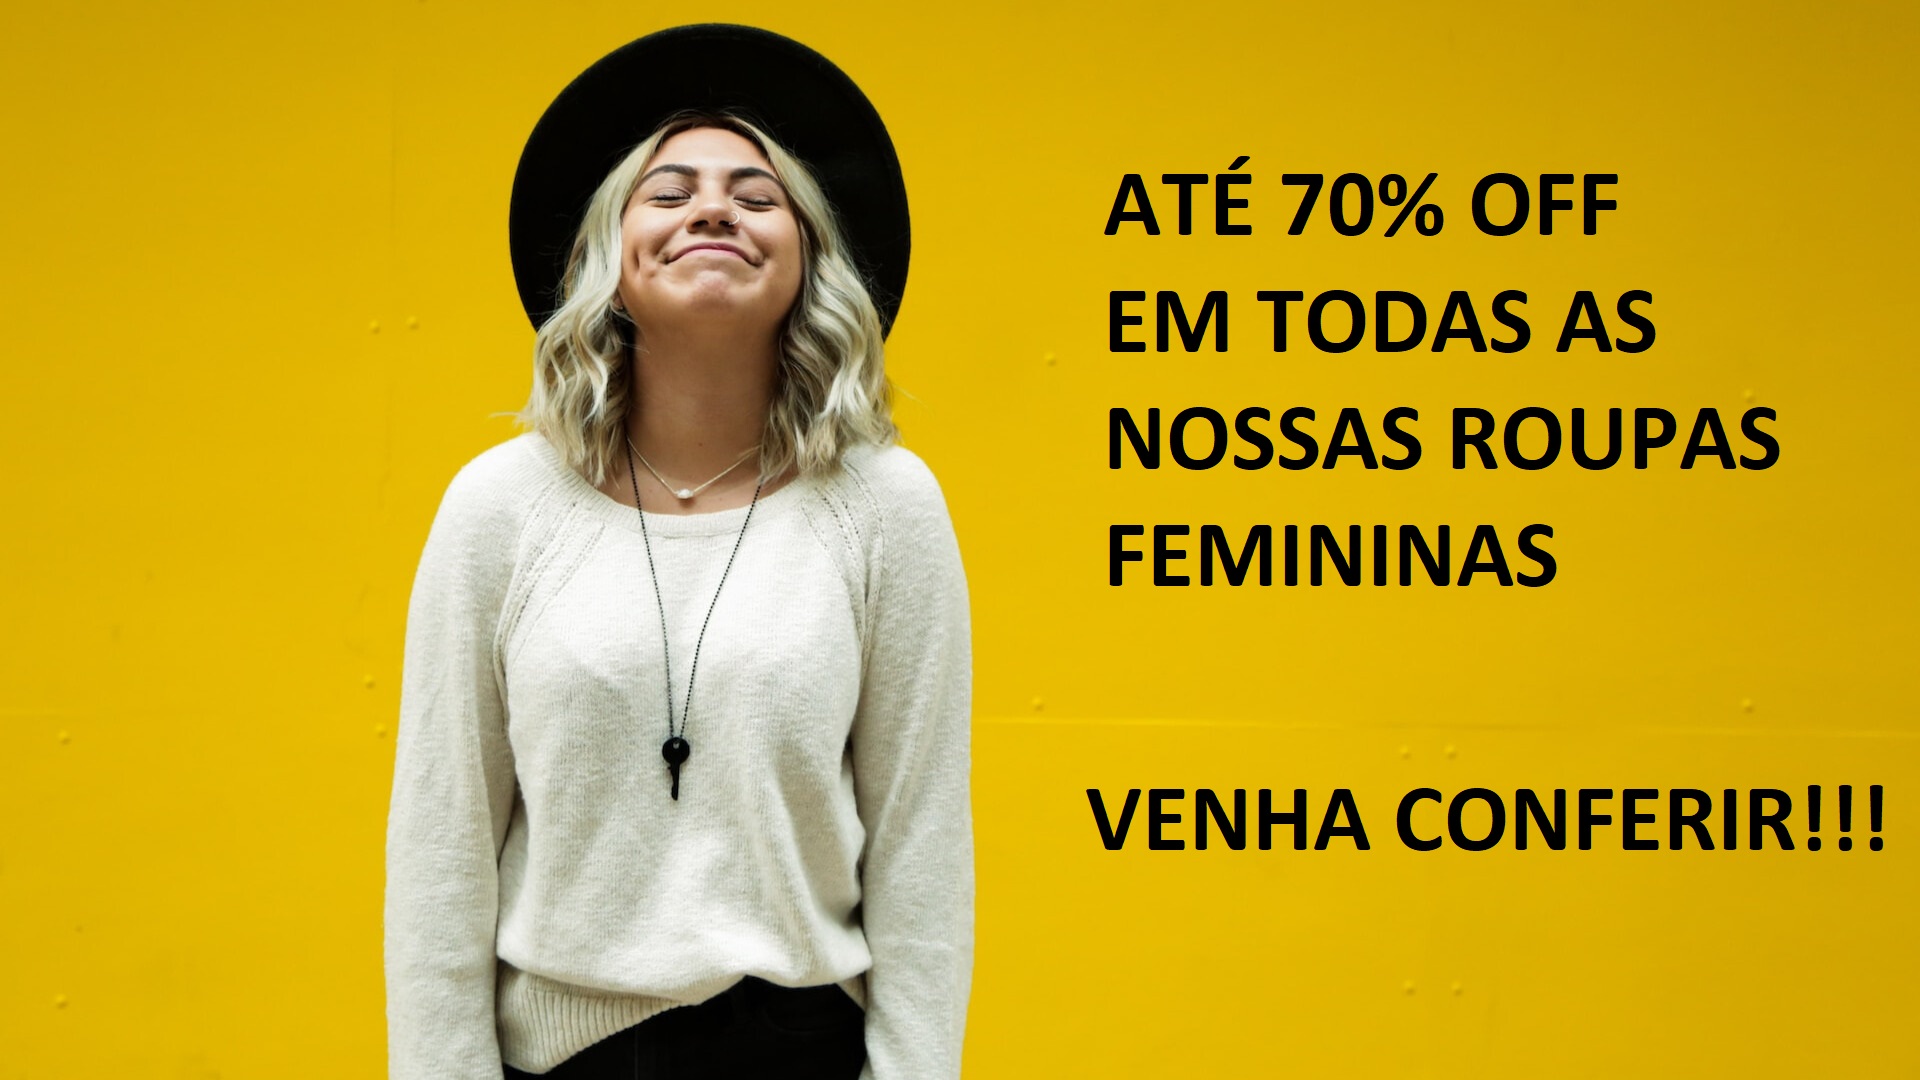 ATÉ 70% OFF
EM TODAS AS
NOSSAS ROUPAS
FEMININAS
VENHA CONFERIR!!!